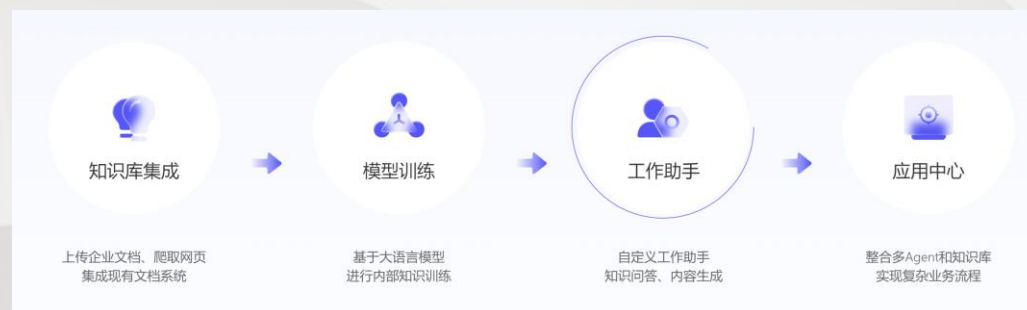 知识库集成
模型训练
工作助手
应用中心
上传企业文档、爬取网页
集成现有文档系统
基于大语言模型
进行内部知识训练
自定义工作助手
知识问答、内容生成
整合多Agent和知识库
实现复杂业务流程